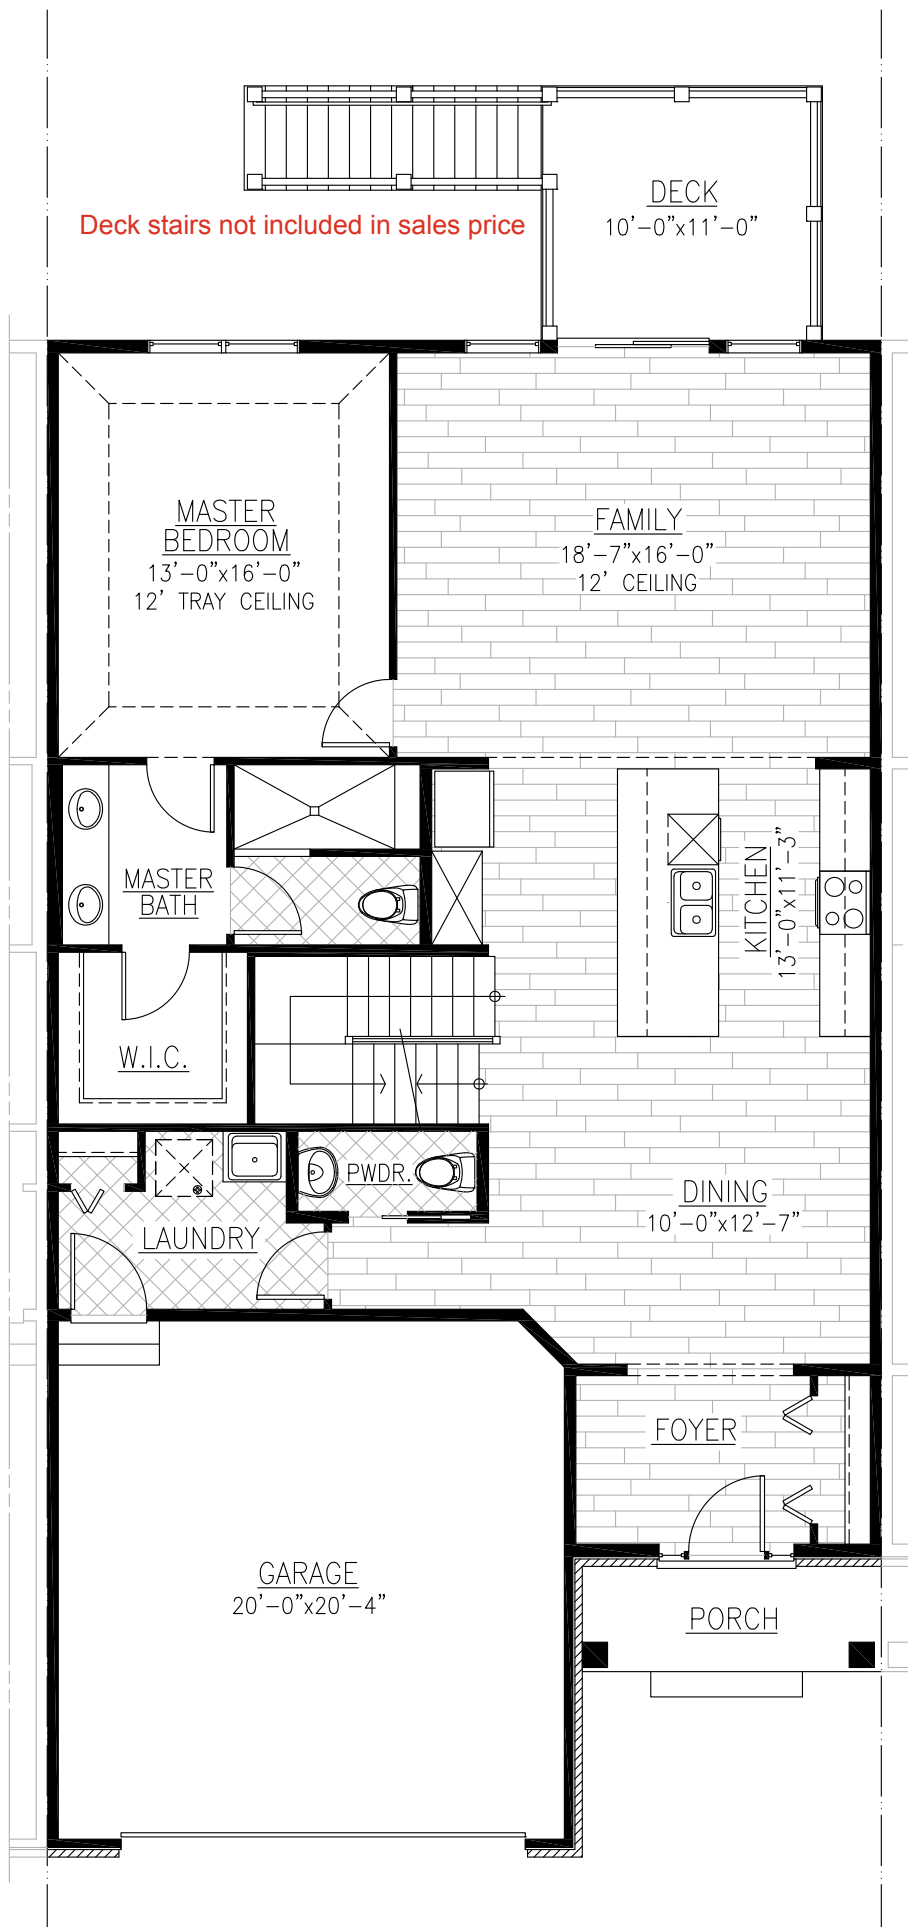 DECK
10'-0"x11'-0"
Deck stairs not included in sales price
MASTER
BEDROOM
13'-0"x16'-0"
12' TRAY CEILING
FAMILY
18'-7"x16'-0"
12' CEILING
MASTER
BATH
KITCHEN
13'-0"x11'-3"
W.I.C.
PWDR.
LAUNDRY
DINING
10'-0"x12'-7"
FOYER
GARAGE
20'-0"x20'-4"
PORCH